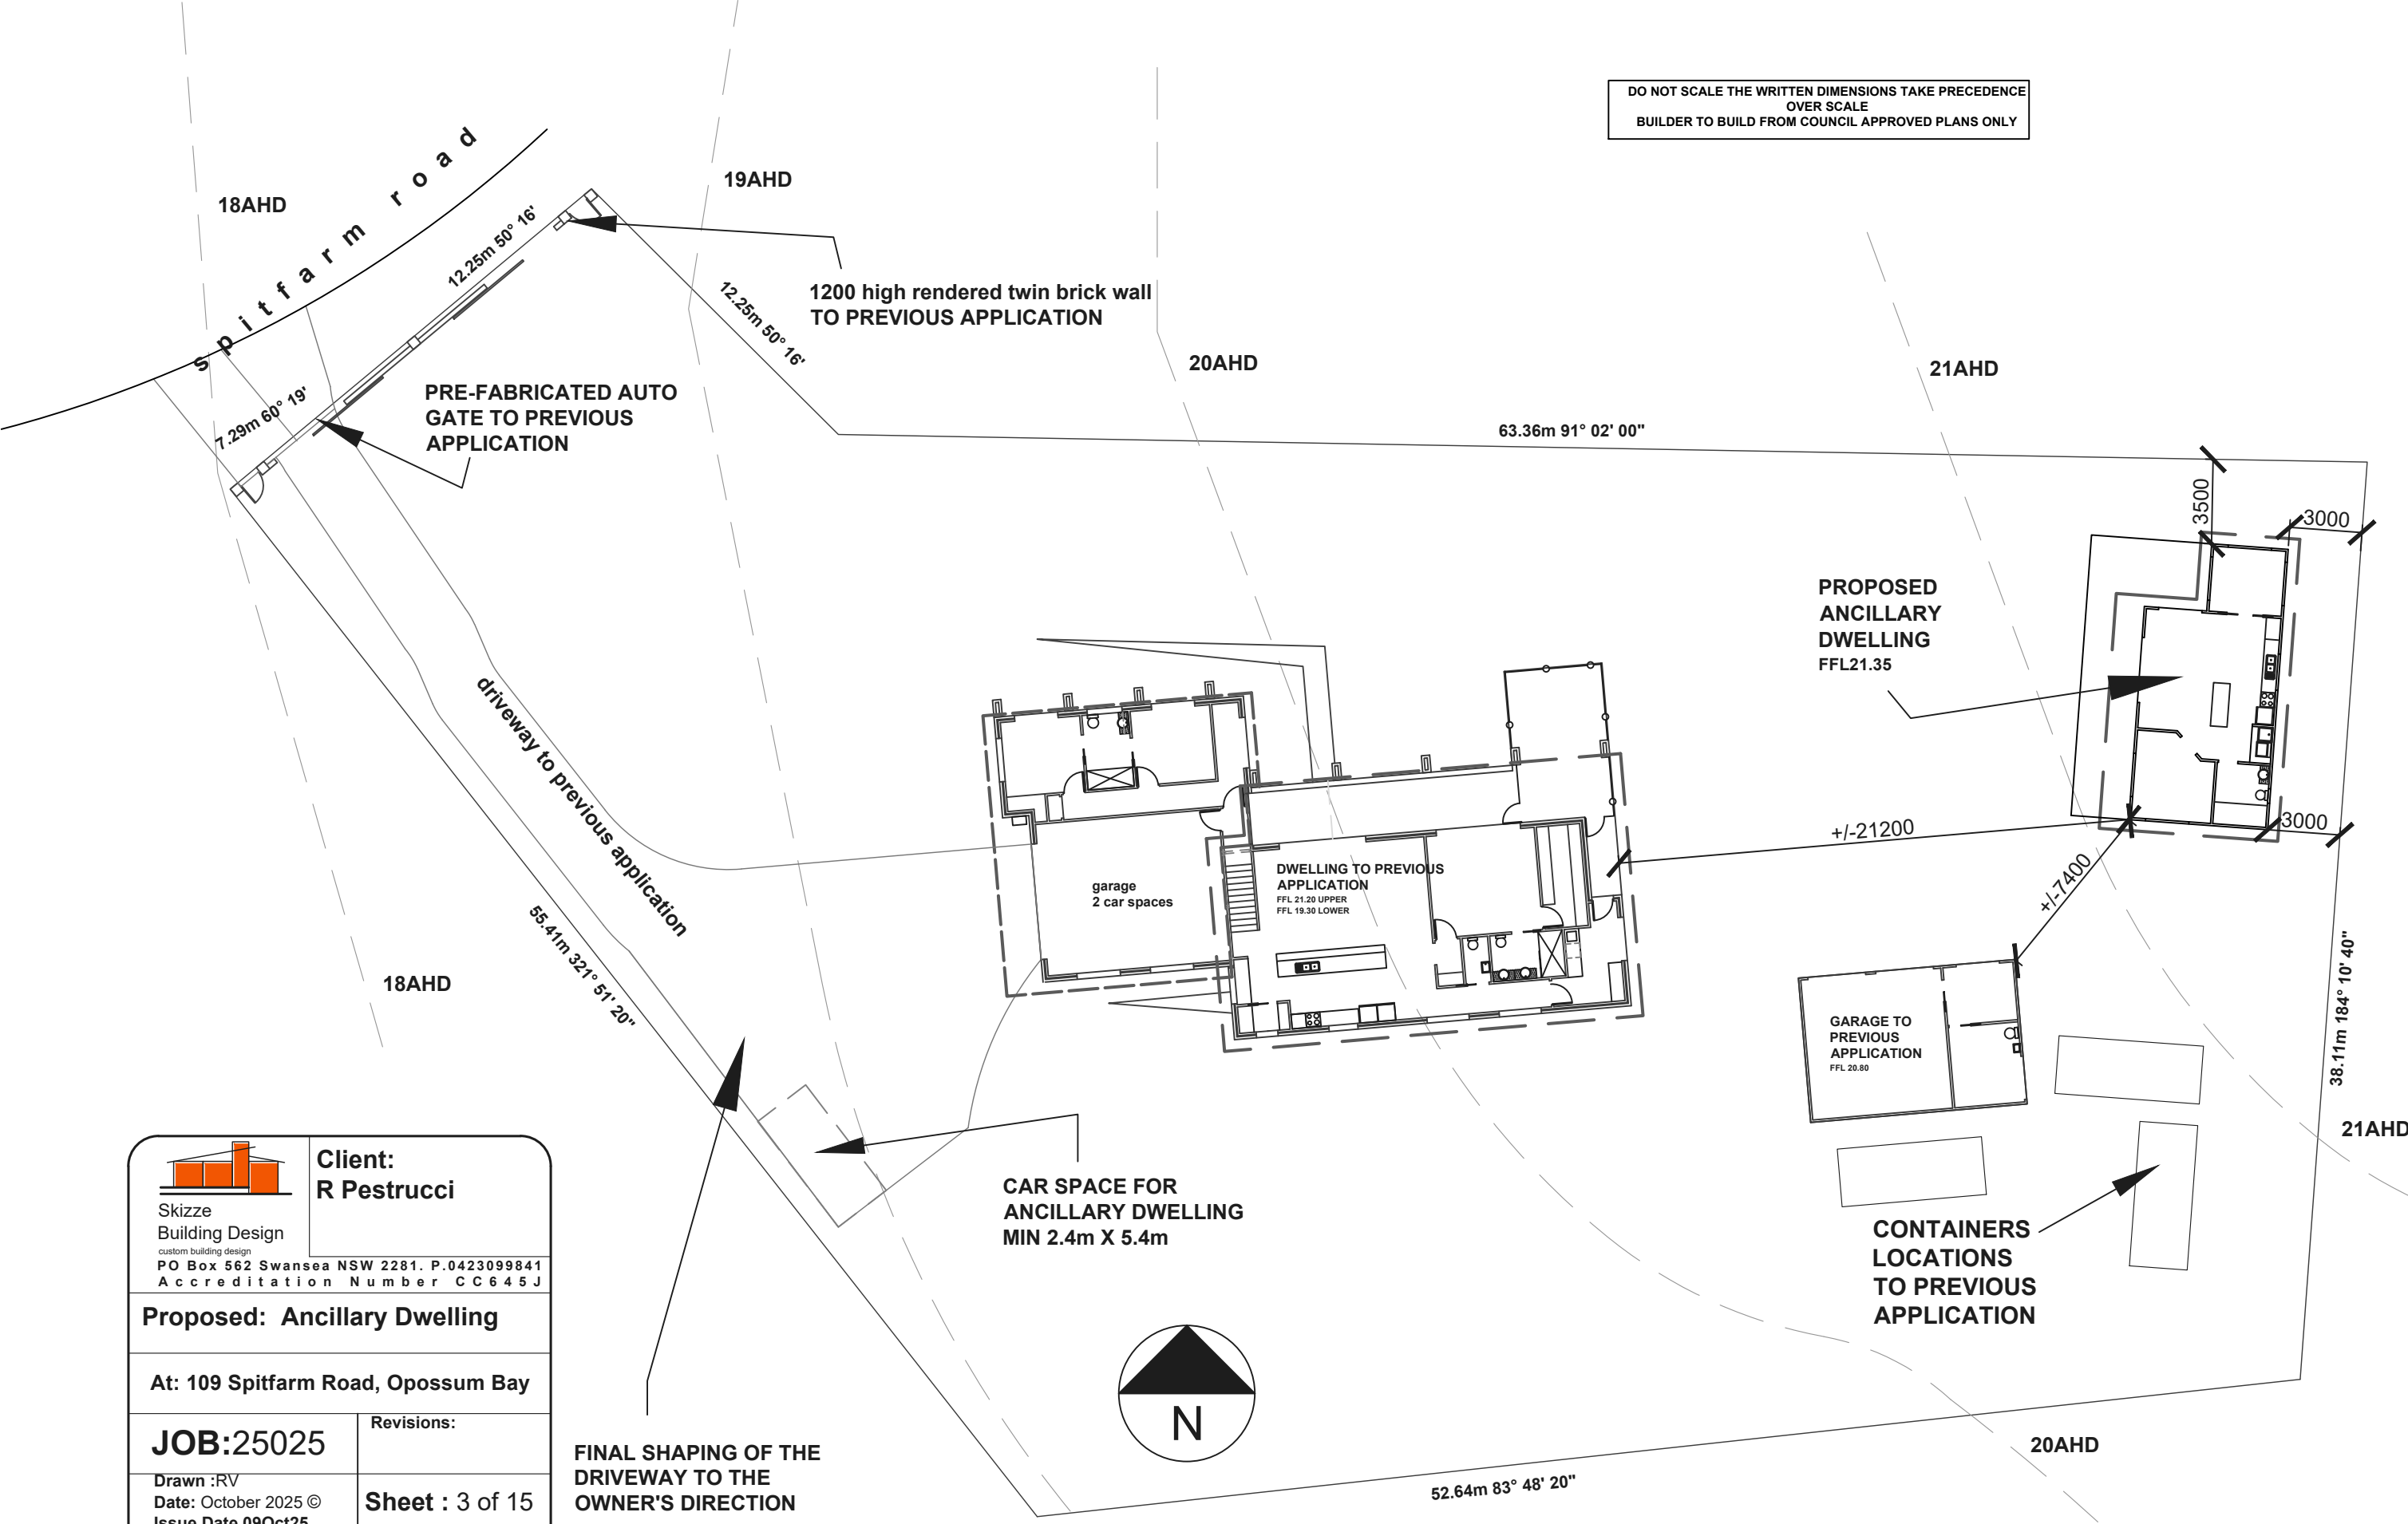 DO NOT SCALE THE WRITTEN DIMENSIONS TAKE PRECEDENCE
OVER SCALE
BUILDER TO BUILD FROM COUNCIL APPROVED PLANS ONLY
spitfarm road
18AHD
19AHD
12.25m 50° 16'
1200 high rendered twin brick wall
TO PREVIOUS APPLICATION
12.25m 50° 16'
20AHD
21AHD
7.29m 60° 19'
PRE-FABRICATED AUTO
GATE TO PREVIOUS
APPLICATION
63.36m 91° 02' 00"
3500
3000
PROPOSED
ANCILLARY
DWELLING
FFL21.35
driveway to previous application
+/-21200
3000
+/-7400
DWELLING TO PREVIOUS
APPLICATION
FFL 21.20 UPPER
FFL 19.30 LOWER
garage
2 car spaces
55.41m 321° 51' 20"
18AHD
GARAGE TO
PREVIOUS
APPLICATION
FFL 20.80
38.11m 184° 10' 40"
21AHD
CAR SPACE FOR
ANCILLARY DWELLING
MIN 2.4m X 5.4m
CONTAINERS
LOCATIONS
TO PREVIOUS
APPLICATION
N
20AHD
52.64m 83° 48' 20"
FINAL SHAPING OF THE
DRIVEWAY TO THE
OWNER'S DIRECTION
Client:
R Pestrucci
Skizze
Building Design
custom building design
PO Box 562 Swansea NSW 2281. P.0423099841
Accreditation Number CC645J
Proposed: Ancillary Dwelling
At: 109 Spitfarm Road, Opossum Bay
JOB:25025
Revisions:
Drawn :RV
Date: October 2025 ©
Issue Date 09Oct25
Sheet : 3 of 15